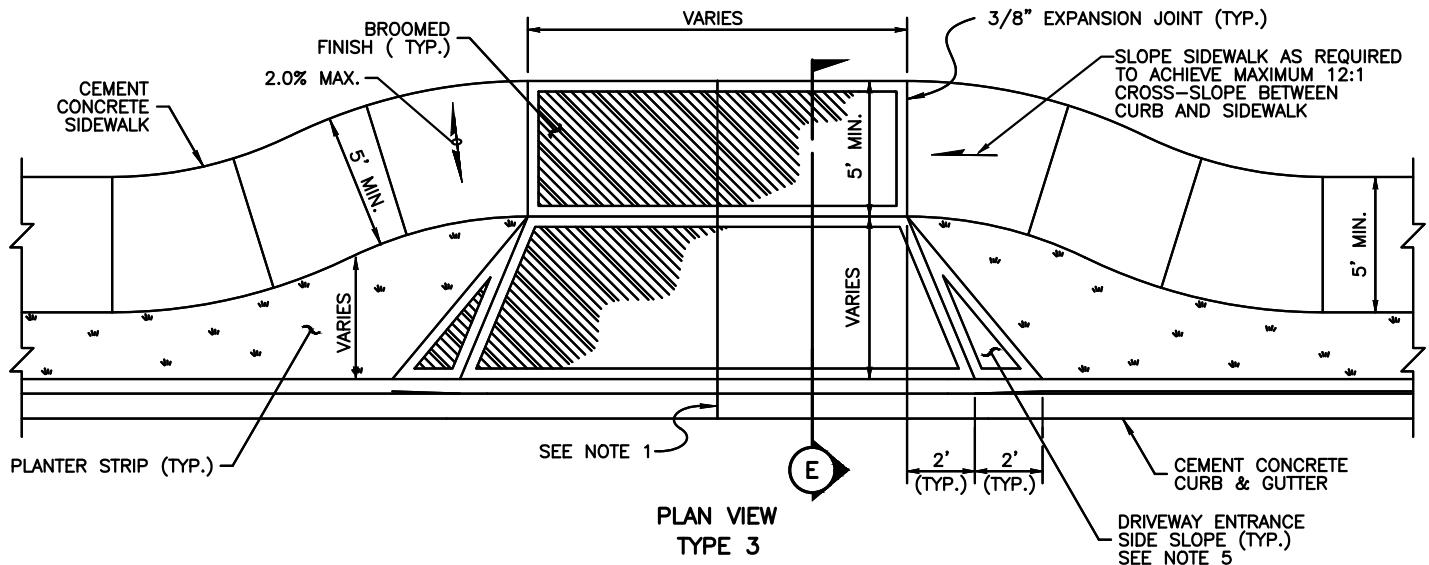 VARIES
3/8" EXPANSION JOINT (TYP.)
BROOMED
FINISH ( TYP.)
2.0% MAX.
SLOPE SIDEWALK AS REQUIRED
TO ACHIEVE MAXIMUM 12:1
CROSS-SLOPE BETWEEN
CURB AND SIDEWALK
CEMENT
CONCRETE
SIDEWALK
5' MIN.
5' MIN.
5' MIN.
VARIES
VARIES
PLANTER STRIP (TYP.)
SEE NOTE 1
E
2'
(TYP.)
2'
(TYP.)
CEMENT CONCRETE
CURB & GUTTER
PLAN VIEW
TYPE 3
DRIVEWAY ENTRANCE
SIDE SLOPE (TYP.)
SEE NOTE 5